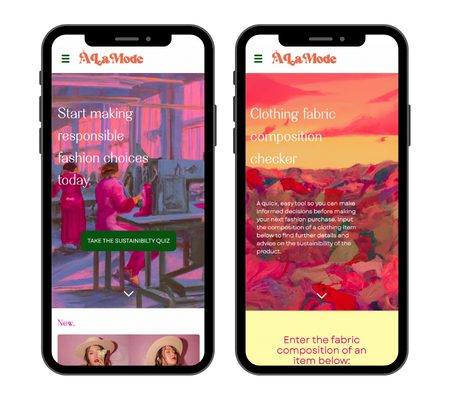 ÀLaMode
Start making
responsible
fashion choices
today.
TAKE THE SUSTAINIBILTY QUIZ
New.
ÀLaMode
Clothing fabric
composition
checker
A quick, easy tool so you can make
informed decisions before making
your next fashion purchase. Input
the composition of a clothing item
below to find further details and
advice on the sustainability of the
product.
Enter the fabric
composition of an
item below: